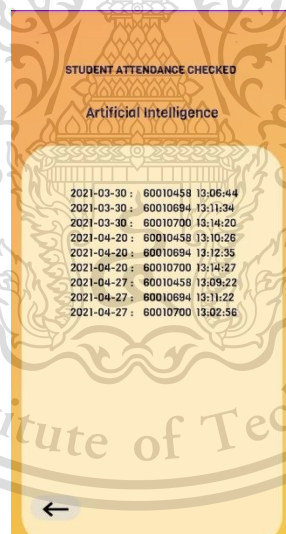 STUDENT ATTENDANCE CHECKED
Artificial Intelligence
2021-03-30 : 60010458 13:06:44
2021-03-30 : 60010694 13:11:34
2021-03-30 : 60010700 13:14:20
2021-04-20 : 60010458 13:10:26
2021-04-20 : 60010694 13:12:35
2021-04-20 : 60010700 13:14:27
2021-04-27 : 60010458 13:09:22
2021-04-27 : 60010694 13:11:22
2021-04-27 : 60010700 13:02:56
itute of Tec